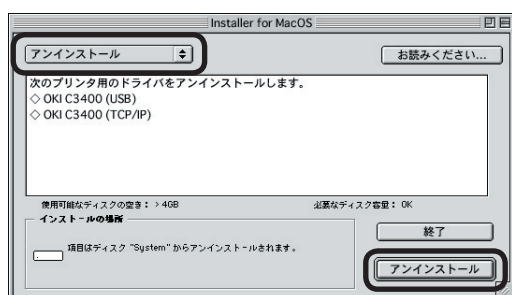 Installer for MacOS
アンインストール
お読みください...
次のプリンタ用のドライバをアンインストールします。
◇ OKI C3400 (USB)
◇ OKI C3400 (TCP/IP)
使用可能なディスクの空き： > 4GB
必要なディスク容量： OK
インストールの場所
項目はディスク "System" からアンインストールされます。
終了
アンインストール